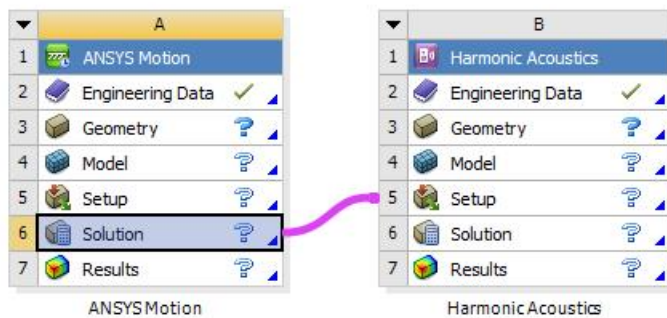 A
1 ANSYS Motion
2 Engineering Data
3 Geometry
4 Model
5 Setup
6 Solution
7 Results
ANSYS Motion
B
1 Harmonic Acoustics
2 Engineering Data
3 Geometry
4 Model
5 Setup
6 Solution
7 Results
Harmonic Acoustics